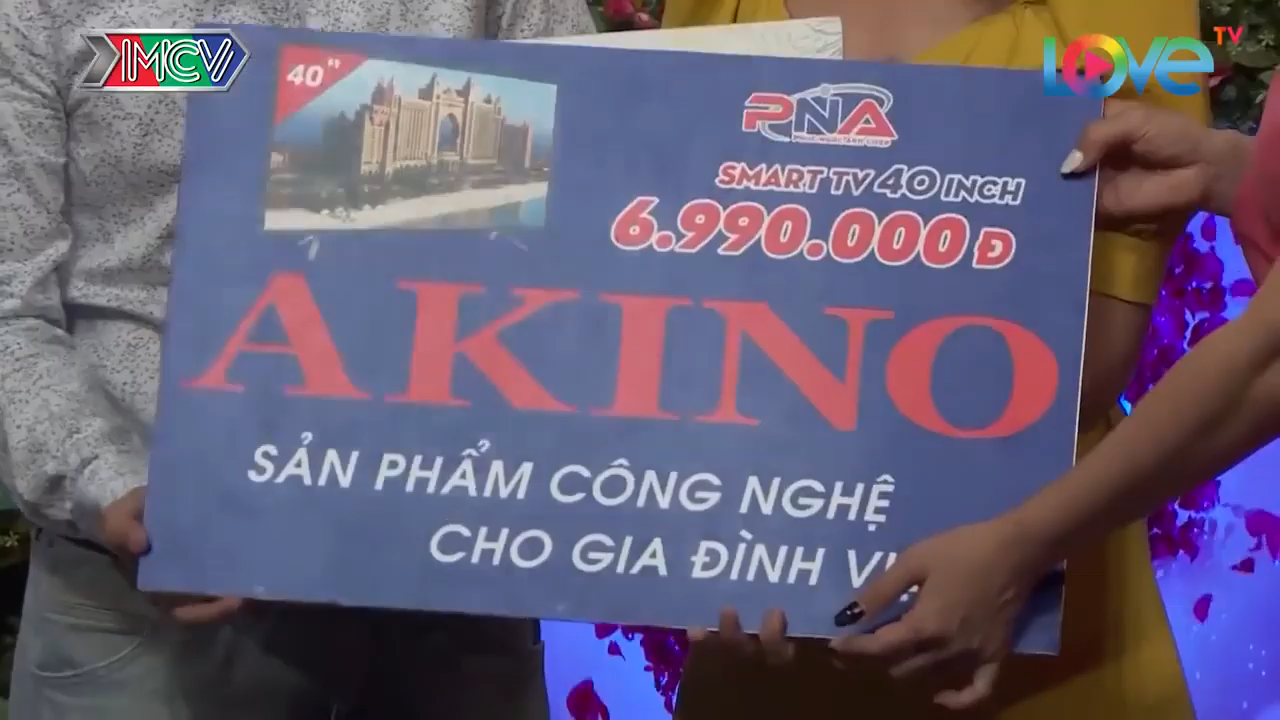 MCV
LOVE TV
40"
PNA
SMART TV 40 INCH
6.990.000 Đ
AKINO
SẢN PHẨM CÔNG NGHỆ
CHO GIA ĐÌNH